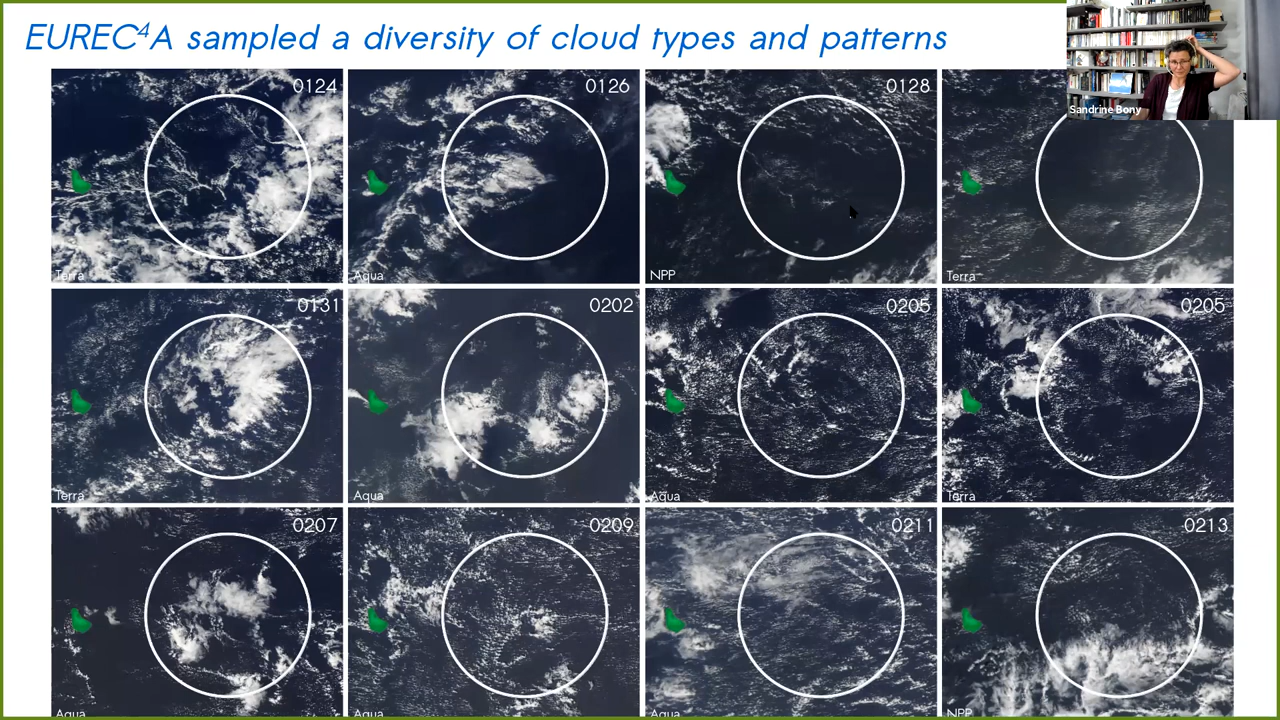 EUREC⁴A sampled a diversity of cloud types and patterns
Sandrine Bony
0124
0126
0128
Terra
Aqua
NPP
Terra
0131
0202
0205
0205
Terra
Aqua
Aqua
Terra
0207
0209
0211
0213
Aqua
Aqua
Aqua
NPP